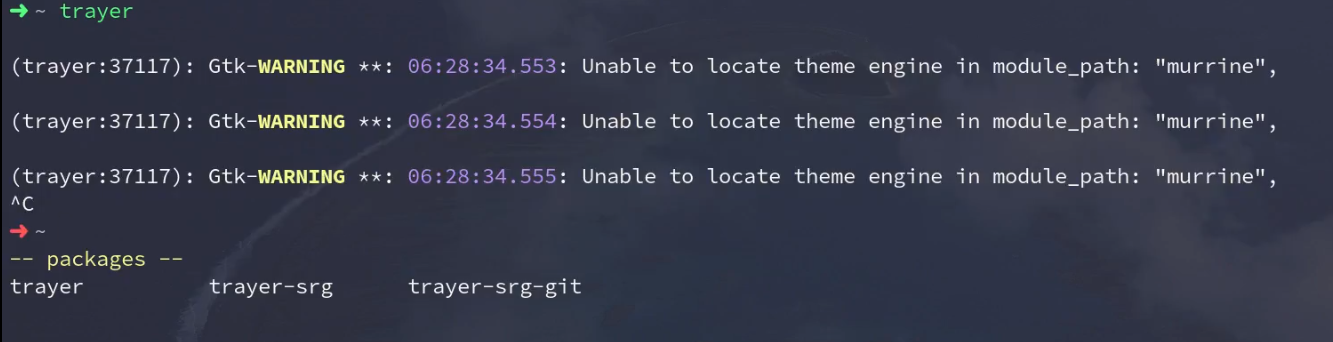 ➜ ~ trayer
(trayer:37117): Gtk-WARNING **: 06:28:34.553: Unable to locate theme engine in module_path: "murrine",
(trayer:37117): Gtk-WARNING **: 06:28:34.554: Unable to locate theme engine in module_path: "murrine",
(trayer:37117): Gtk-WARNING **: 06:28:34.555: Unable to locate theme engine in module_path: "murrine",
^C
➜ ~
-- packages --
trayer trayer-srg trayer-srg-git